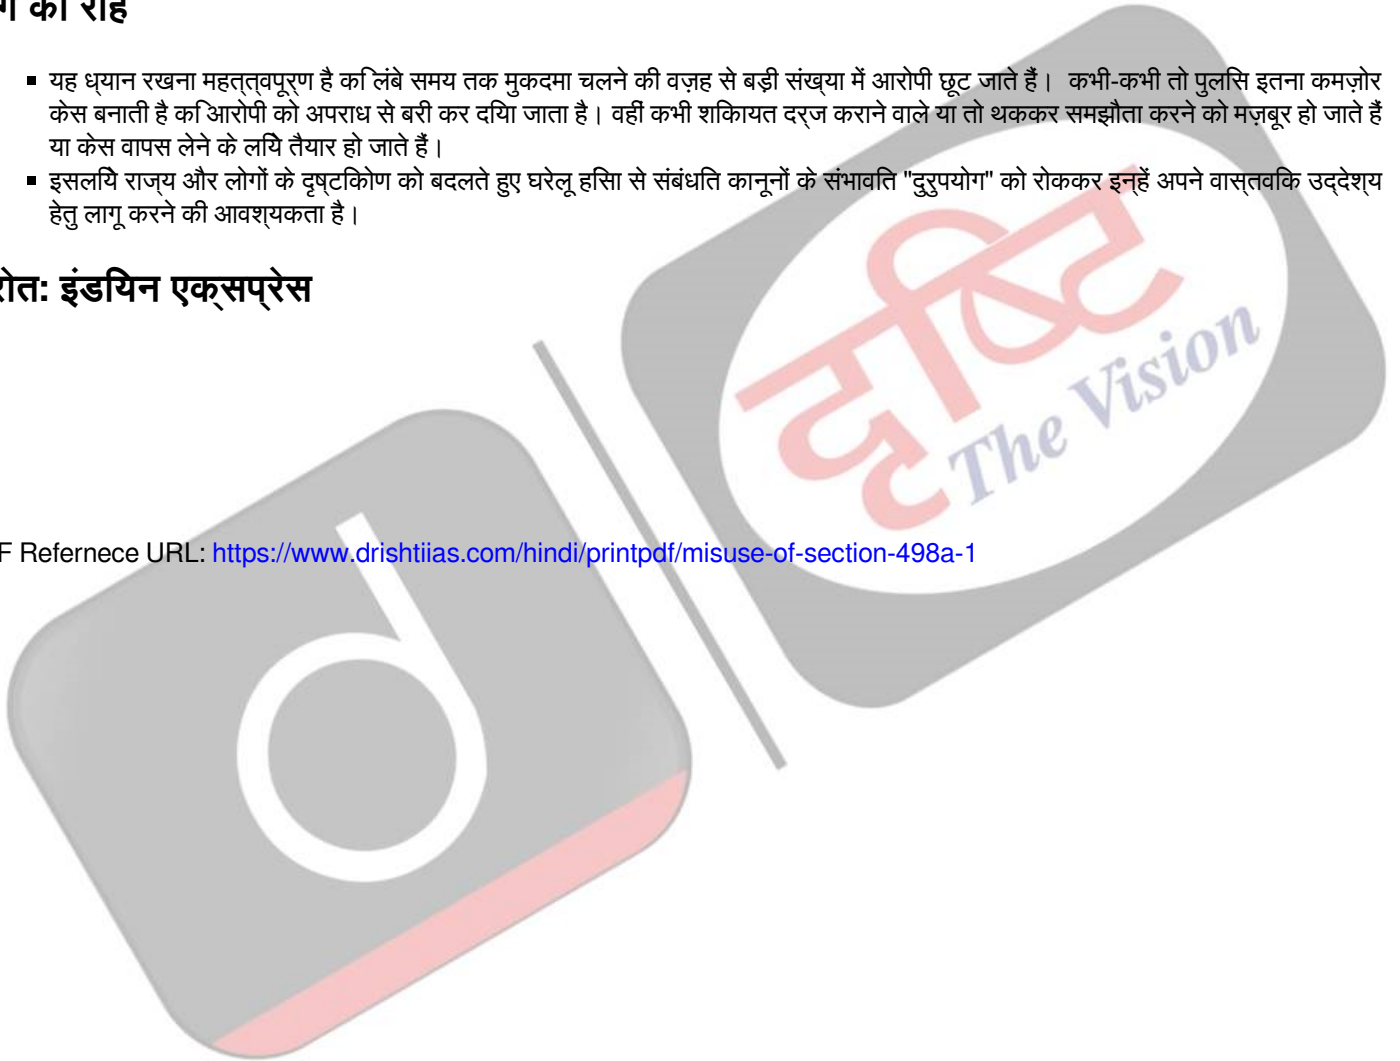 की राह
यह ध्यान रखना महत्त्वपूर्ण है कि लंबे समय तक मुकदमा चलने की वज़ह से बड़ी संख्या में आरोपी छूट जाते हैं। कभी-कभी तो पुलिस इतना कमज़ोर
केस बनाती है कि आरोपी को अपराध से बरी कर दिया जाता है। वहीं कभी शिकायत दर्ज कराने वाले या तो थककर समझौता करने को मज़बूर हो जाते हैं
या केस वापस लेने के लिये तैयार हो जाते हैं।
इसलिये राज्य और लोगों के दृष्टिकोण को बदलते हुए घरेलू हिंसा से संबंधित कानूनों के संभावित "दुरुपयोग" को रोककर इन्हें अपने वास्तविक उद्देश्य
हेतु लागू करने की आवश्यकता है।
रोत: इंडियन एक्सप्रेस
दृष्टि
The Vision
F Refernece URL: https://www.drishtiias.com/hindi/printpdf/misuse-of-section-498a-1
d